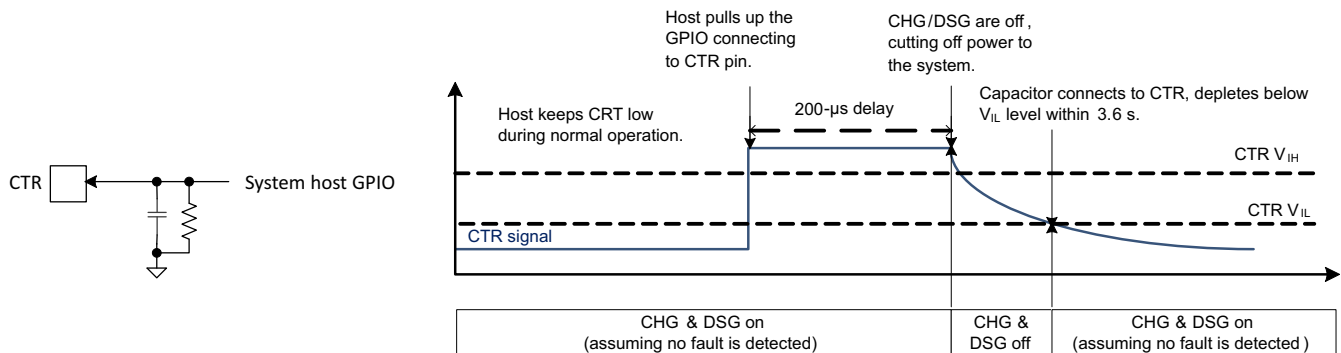 Host pulls up the
GPIO connecting
to CTR pin.
CHG/DSG are off,
cutting off power to
the system.
Capacitor connects to CTR, depletes below
VIL level within 3.6 s.
Host keeps CRT low
during normal operation.
200-µs delay
CTR
System host GPIO
CTR VIH
CTR VIL
CTR signal
CHG & DSG on
(assuming no fault is detected)
CHG &
DSG off
CHG & DSG on
(assuming no fault is detected )